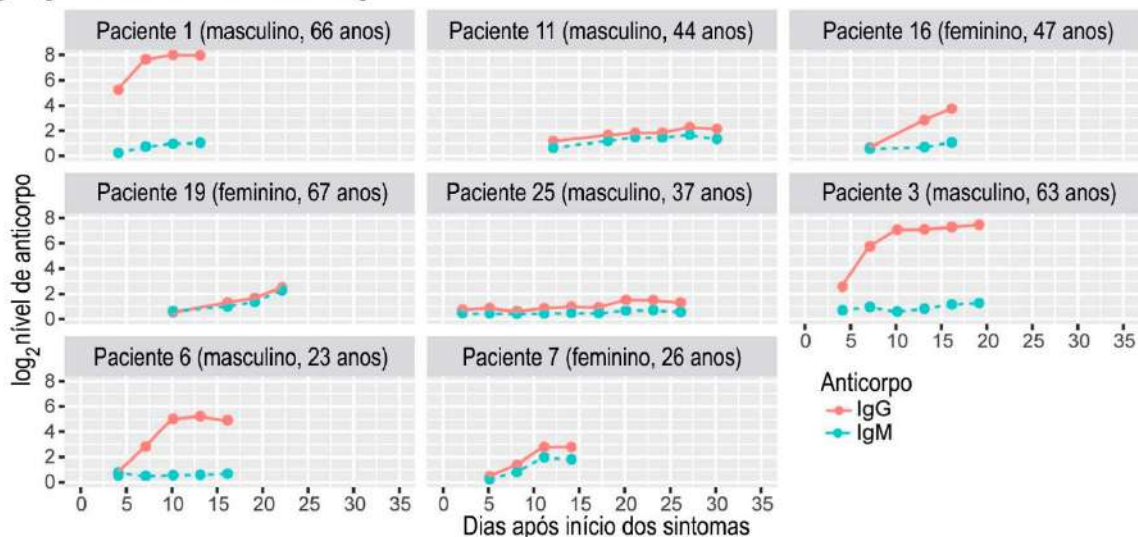 Paciente 1 (masculino, 66 anos)
Paciente 11 (masculino, 44 anos)
Paciente 16 (feminino, 47 anos)
8
6
4
2
0
Paciente 19 (feminino, 67 anos)
Paciente 25 (masculino, 37 anos)
Paciente 3 (masculino, 63 anos)
log2 nível de anticorpo
8
6
4
2
0
0 5 10 15 20 25 30 35
Paciente 6 (masculino, 23 anos)
Paciente 7 (feminino, 26 anos)
8
6
4
2
0
Anticorpo
IgG
IgM
0 5 10 15 20 25 30 35
0 5 10 15 20 25 30 35
Dias após início dos sintomas